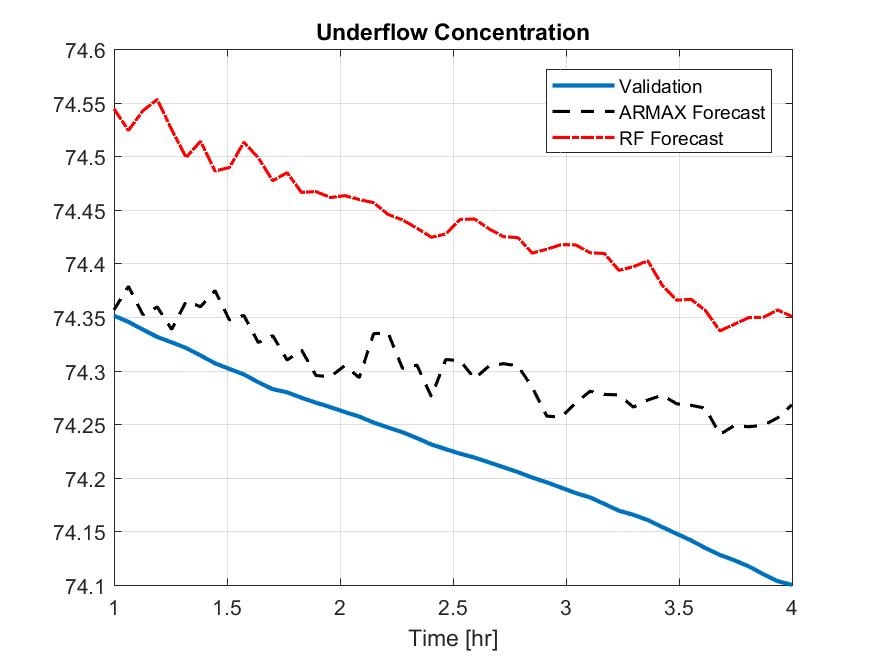 Underflow Concentration
74.6
74.55
74.5
74.45
74.4
74.35
74.3
74.25
74.2
74.15
74.1
Validation
ARMAX Forecast
RF Forecast
1 1.5 2 2.5 3 3.5 4
Time [hr]